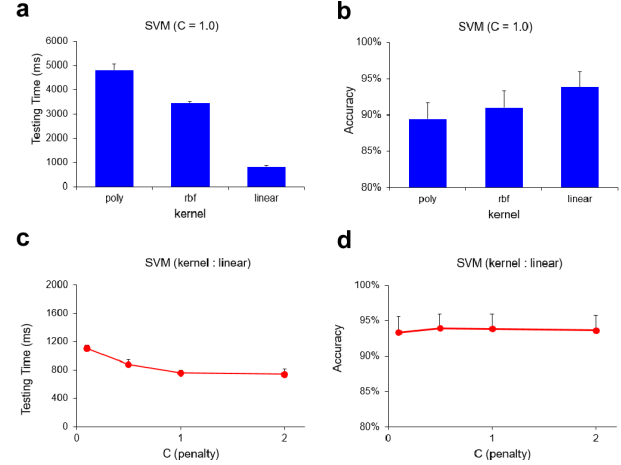 a
SVM (C = 1.0)
6000
5000
4000
3000
2000
1000
0
Testing Time (ms)
poly rbf linear
kernel
b
SVM (C = 1.0)
100%
95%
90%
85%
80%
Accuracy
poly rbf linear
kernel
c
SVM (kernel : linear)
2000
1600
1200
800
400
0
Testing Time (ms)
0 1 2
C (penalty)
d
SVM (kernel : linear)
100%
95%
90%
85%
80%
Accuracy
0 1 2
C (penalty)